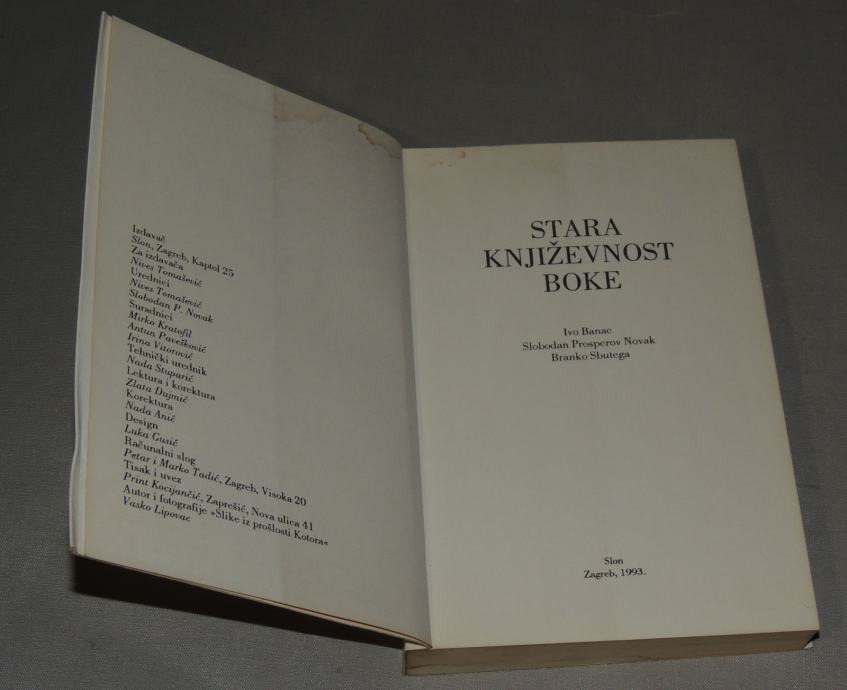 Izdavač
Slon, Zagreb, Kaptol 25
Za izdavača
Nives Tomašević
Urednici
Nives Tomašević
Slobodan P. Novak
Suradnici
Mirko Kratofil
Antun Pavešković
Irina Vitorović
Tehnički urednik
Nada Stuparić
Lektura i korektura
Zlata Dujmić
Korektura
Nada Anić
Design
Luka Gusić
Računalni slog
Petar i Marko Tadić, Zagreb, Visoka 20
Tisak i uvez
Print Kocijančić, Zaprešić, Nova ulica 41
Autor i fotografije »Slike iz prošlosti Kotora«
Vasko Lipovac
STARA
KNJIŽEVNOST
BOKE
Ivo Banac
Slobodan Prosperov Novak
Branko Sbutega
Slon
Zagreb, 1993.